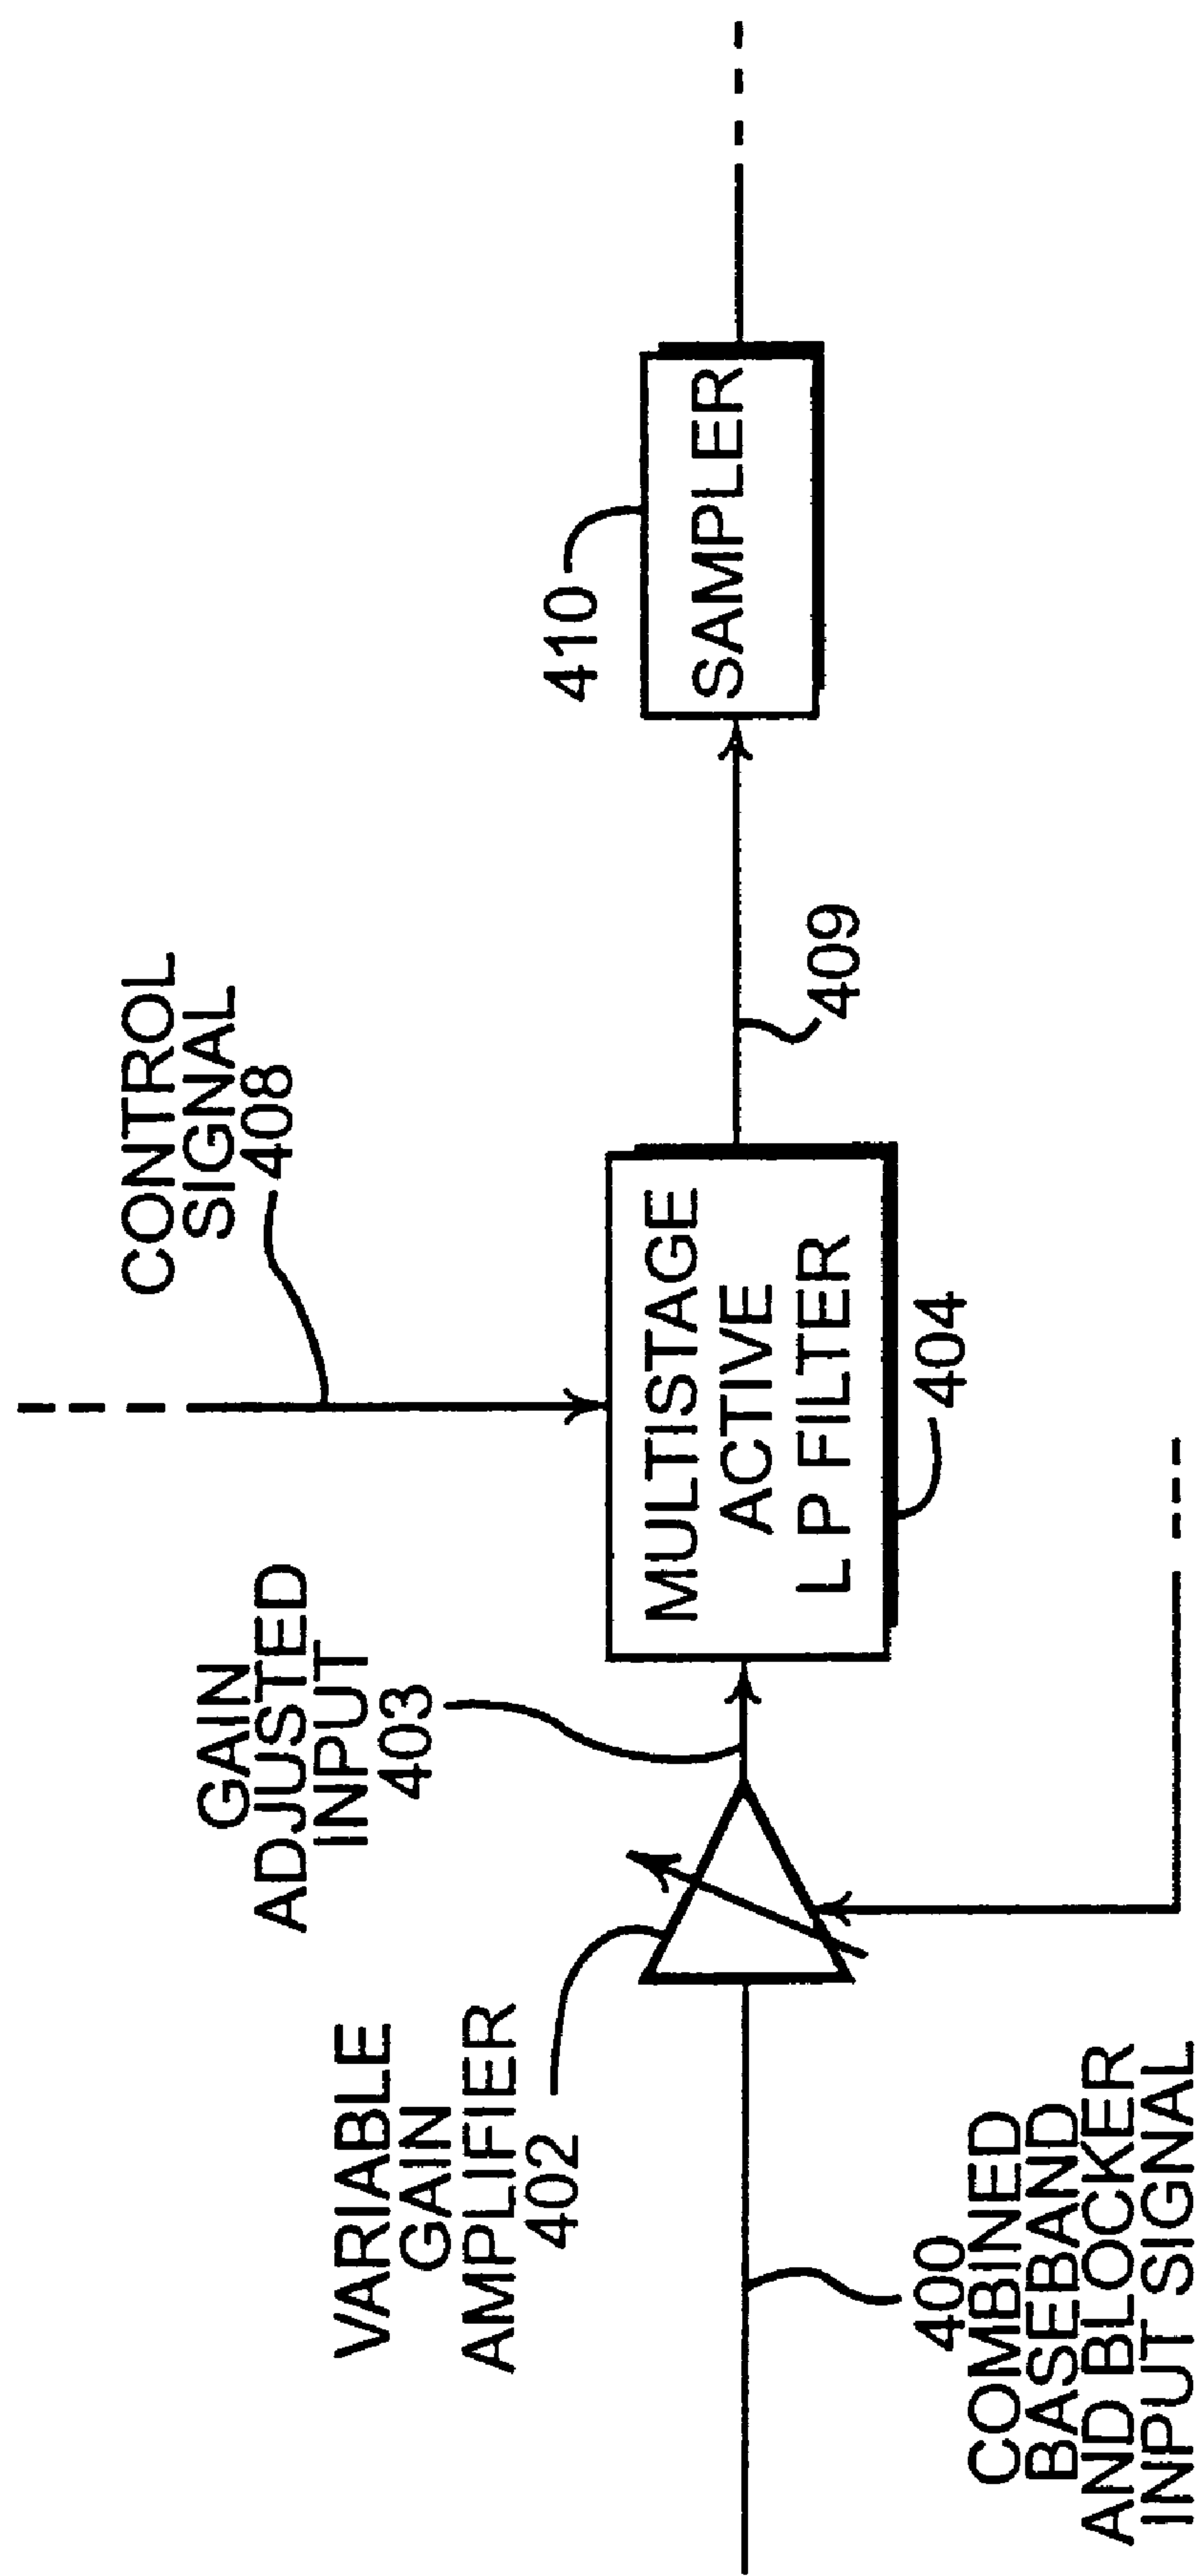 VARIABLE
GAIN
AMPLIFIER
402
GAIN
ADJUSTED
INPUT
403
CONTROL
SIGNAL
408
MULTISTAGE
ACTIVE
L P FILTER
404
409
410
SAMPLER
400
COMBINED
BASEBAND
AND BLOCKER
INPUT SIGNAL